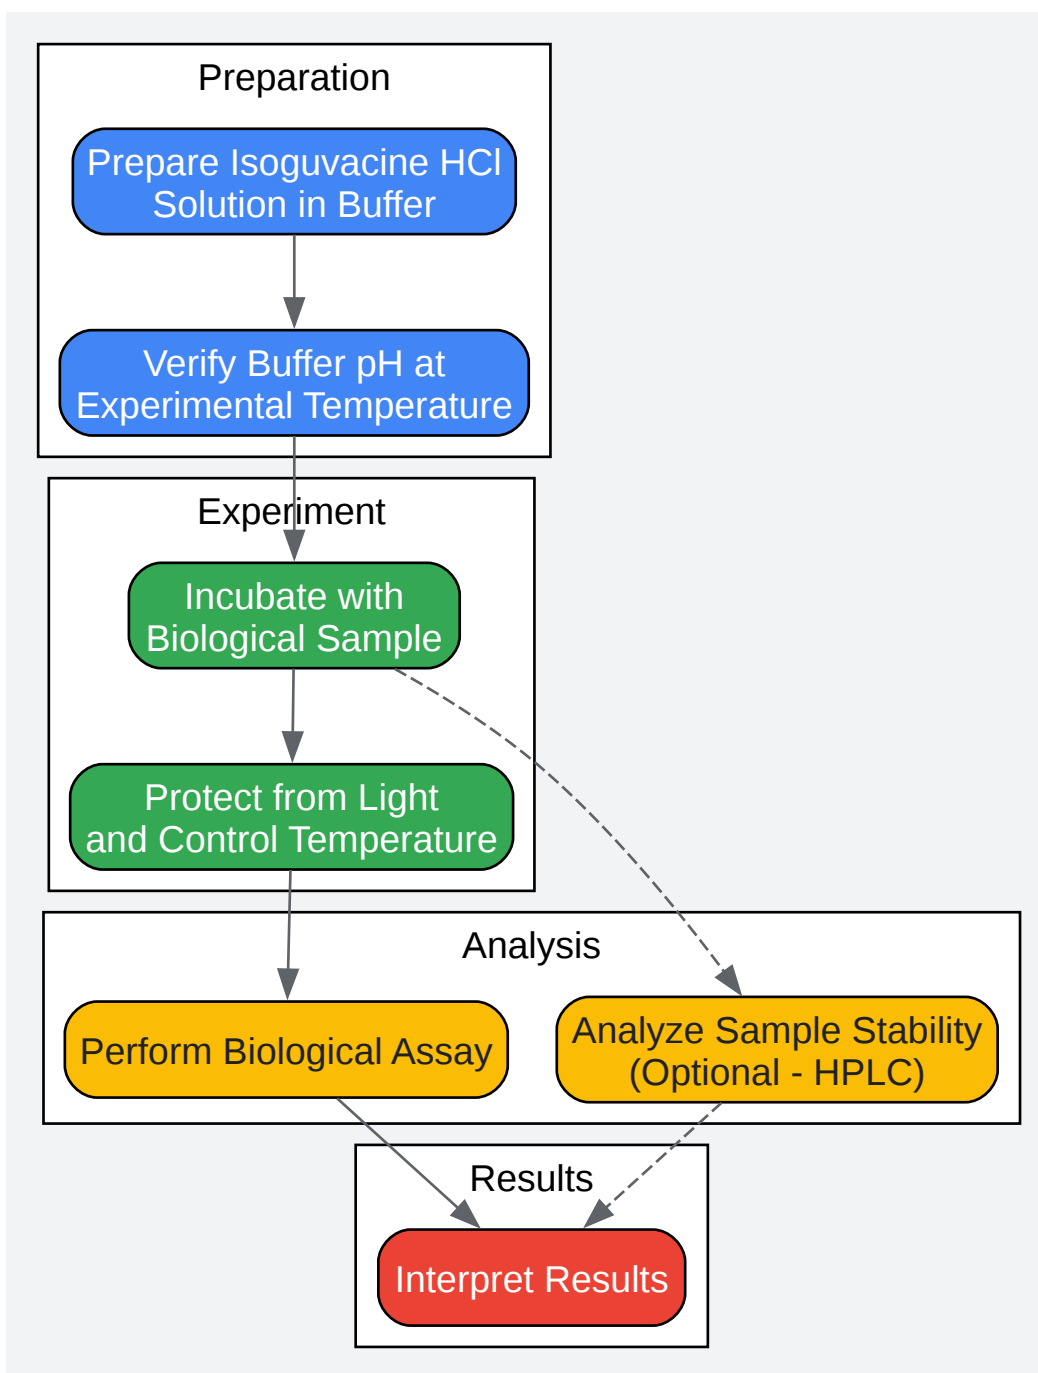 Preparation
Prepare Isoguvacine HCl
Solution in Buffer
Verify Buffer pH at
Experimental Temperature
Experiment
Incubate with
Biological Sample
Protect from Light
and Control Temperature
Analysis
Perform Biological Assay
Analyze Sample Stability
(Optional - HPLC)
Results
Interpret Results